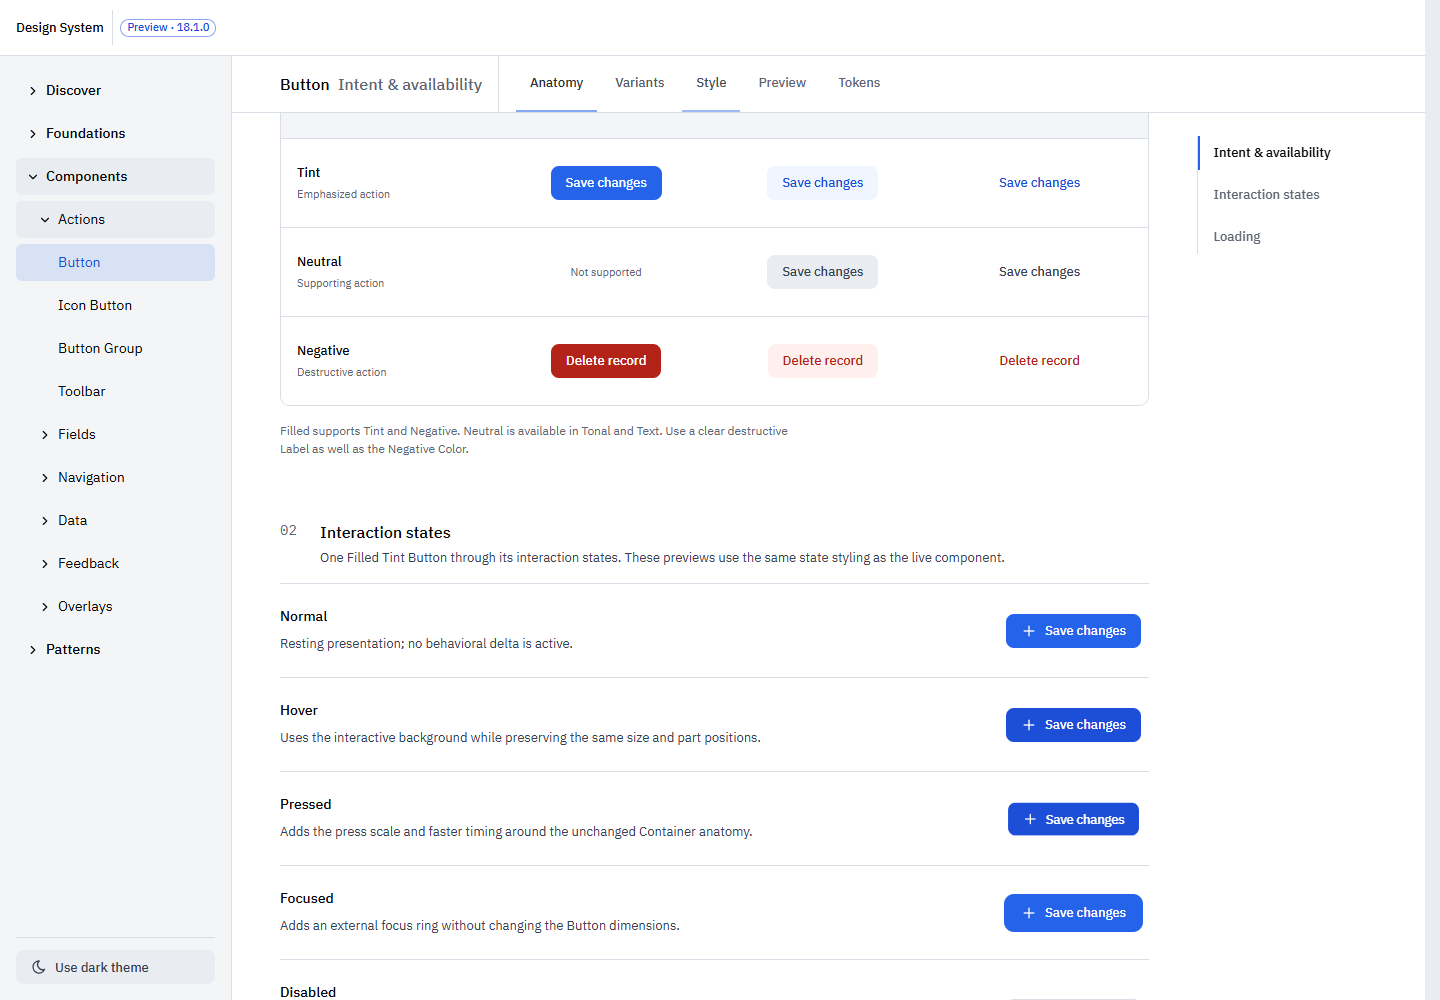 Design System
Preview · 18.1.0
Discover
Foundations
Components
Actions
Button
Icon Button
Button Group
Toolbar
Fields
Navigation
Data
Feedback
Overlays
Patterns
Use dark theme
Button Intent & availability
Anatomy Variants Style Preview Tokens
Tint Save changes Save changes Save changes
Emphasized action
Neutral Not supported Save changes Save changes
Supporting action
Negative Delete record Delete record Delete record
Destructive action
Filled supports Tint and Negative. Neutral is available in Tonal and Text. Use a clear destructive
Label as well as the Negative Color.
02 Interaction states
One Filled Tint Button through its interaction states. These previews use the same state styling as the live component.
Normal
Resting presentation; no behavioral delta is active.
Save changes
Hover
Uses the interactive background while preserving the same size and part positions.
Save changes
Pressed
Adds the press scale and faster timing around the unchanged Container anatomy.
Save changes
Focused
Adds an external focus ring without changing the Button dimensions.
Save changes
Disabled
Intent & availability
Interaction states
Loading